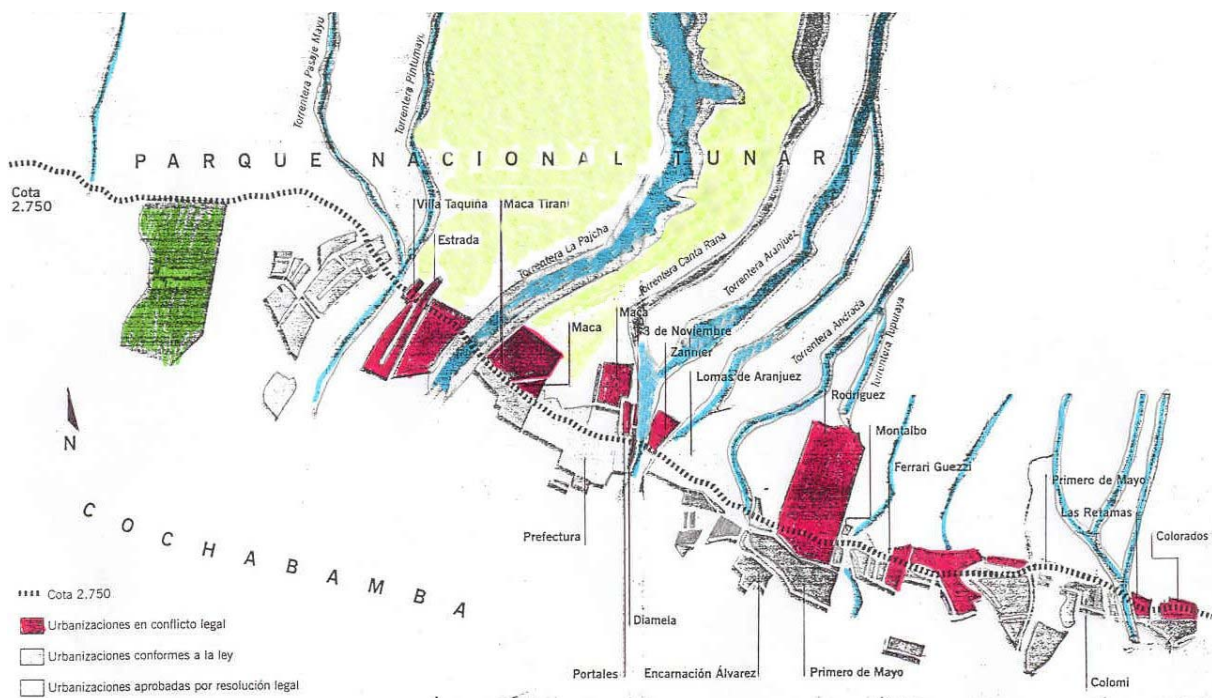 Torrentera Pasaje Mayu
Torrentera Pintumayu
PARQUE NACIONAL TUNARI
Cota
2.750
Villa Taquiña
Maca Tirani
Estrada
Torrentera La Pajcha
Torrentera Canta Rana
Torrentera Aranjuez
Torrentera Andrada
Torrentera Jupuraya
Maca
Maca
3 de Noviembre
Zannier
Lomas de Aranjuez
Rodríguez
Montalbo
Ferrari Guezzi
Primero de Mayo
Las Retamas
Colorados
N
COCHABAMBA
Prefectura
Diamela
Portales
Encarnación Álvarez
Primero de Mayo
Colomi
Cota 2.750
Urbanizaciones en conflicto legal
Urbanizaciones conformes a la ley
Urbanizaciones aprobadas por resolución legal